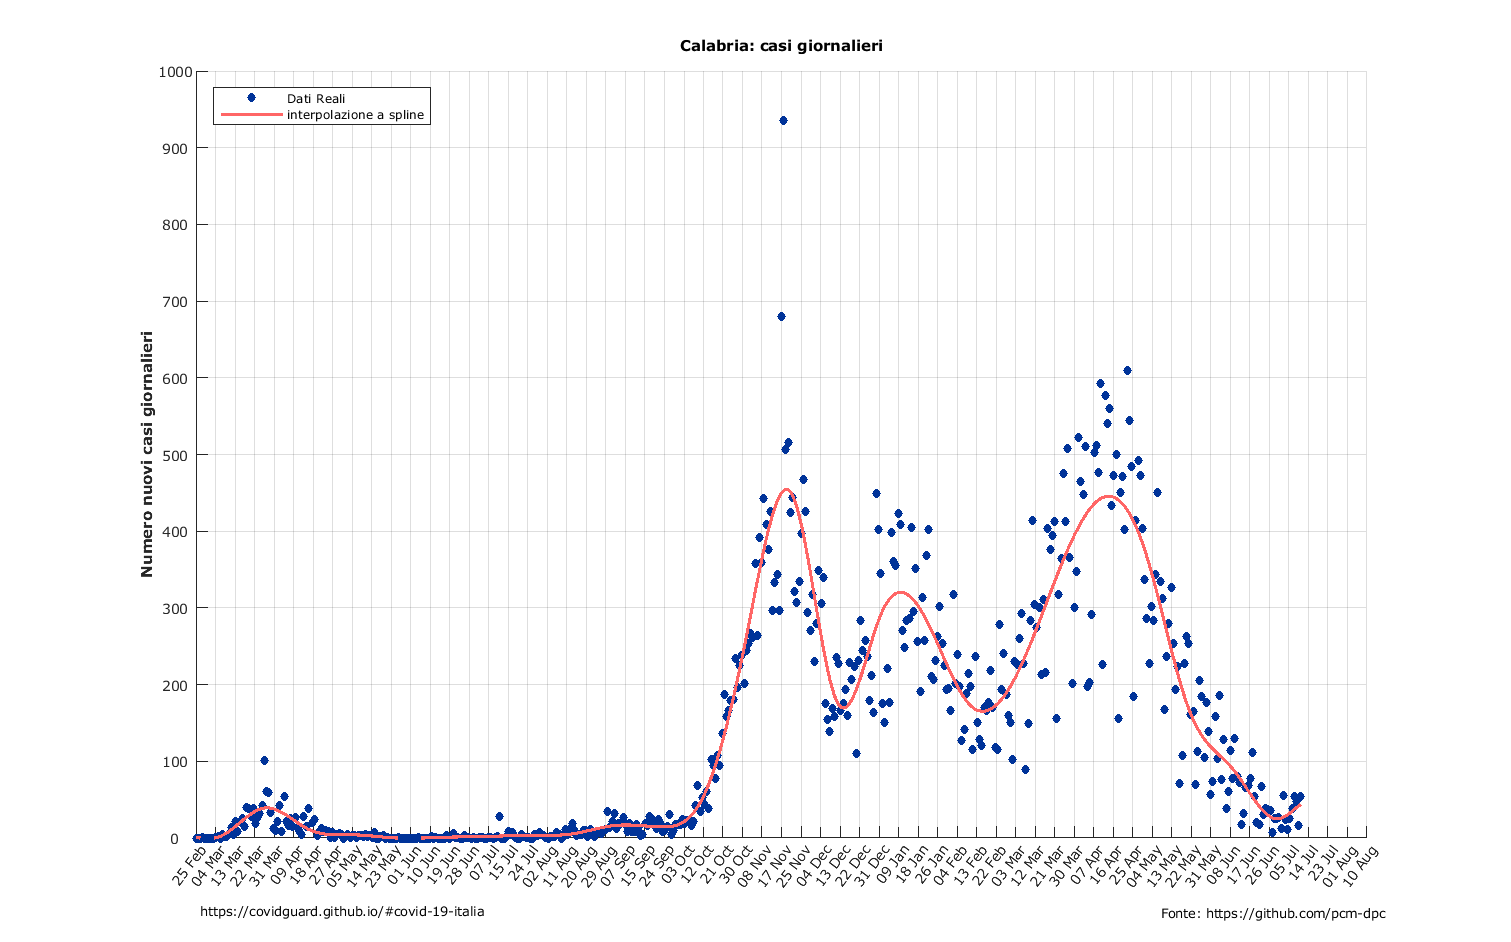 Calabria: casi giornalieri
Dati Reali
interpolazione a spline
Numero nuovi casi giornalieri
1000
900
800
700
600
500
400
300
200
100
0
25 Feb
04 Mar
13 Mar
22 Mar
31 Mar
09 Apr
18 Apr
27 Apr
05 May
14 May
23 May
01 Jun
10 Jun
19 Jun
28 Jun
07 Jul
15 Jul
24 Jul
02 Aug
11 Aug
20 Aug
29 Aug
07 Sep
15 Sep
24 Sep
03 Oct
12 Oct
21 Oct
30 Oct
08 Nov
17 Nov
25 Nov
04 Dec
13 Dec
22 Dec
31 Dec
09 Jan
18 Jan
26 Jan
04 Feb
13 Feb
22 Feb
03 Mar
12 Mar
21 Mar
30 Mar
07 Apr
16 Apr
25 Apr
04 May
13 May
22 May
31 May
08 Jun
17 Jun
26 Jun
05 Jul
14 Jul
23 Jul
01 Aug
10 Aug
https://covidguard.github.io/#covid-19-italia
Fonte: https://github.com/pcm-dpc